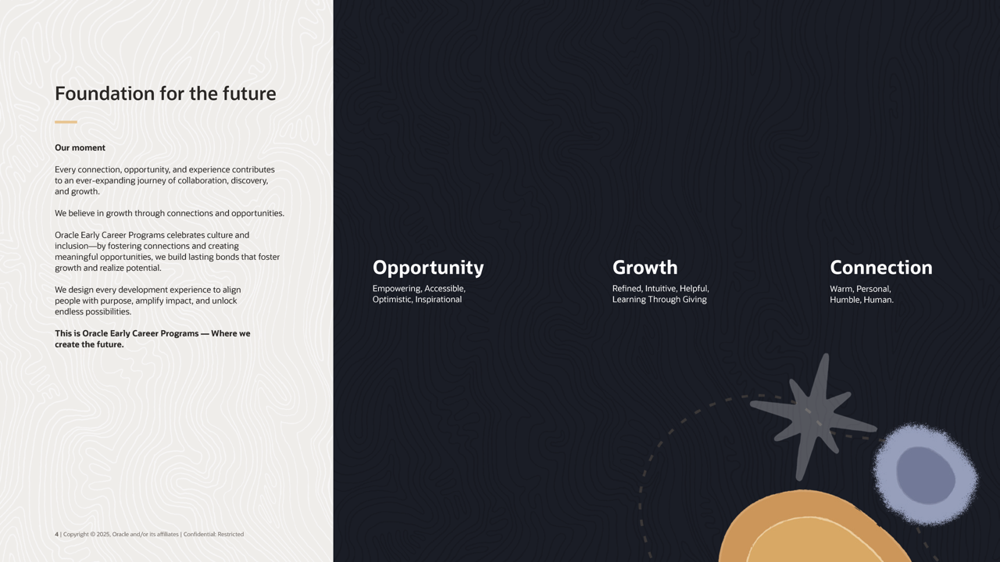 Foundation for the future
Our moment
Every connection, opportunity, and experience contributes
to an ever-expanding journey of collaboration, discovery,
and growth.
We believe in growth through connections and opportunities.
Oracle Early Career Programs celebrates culture and
inclusion—by fostering connections and creating
meaningful opportunities, we build lasting bonds that foster
growth and realize potential.
We design every development experience to align
people with purpose, amplify impact, and unlock
endless possibilities.
This is Oracle Early Career Programs — Where we
create the future.
4 | Copyright © 2025, Oracle and/or its affiliates | Confidential: Restricted
Opportunity
Empowering, Accessible,
Optimistic, Inspirational
Growth
Refined, Intuitive, Helpful,
Learning Through Giving
Connection
Warm, Personal,
Humble, Human.